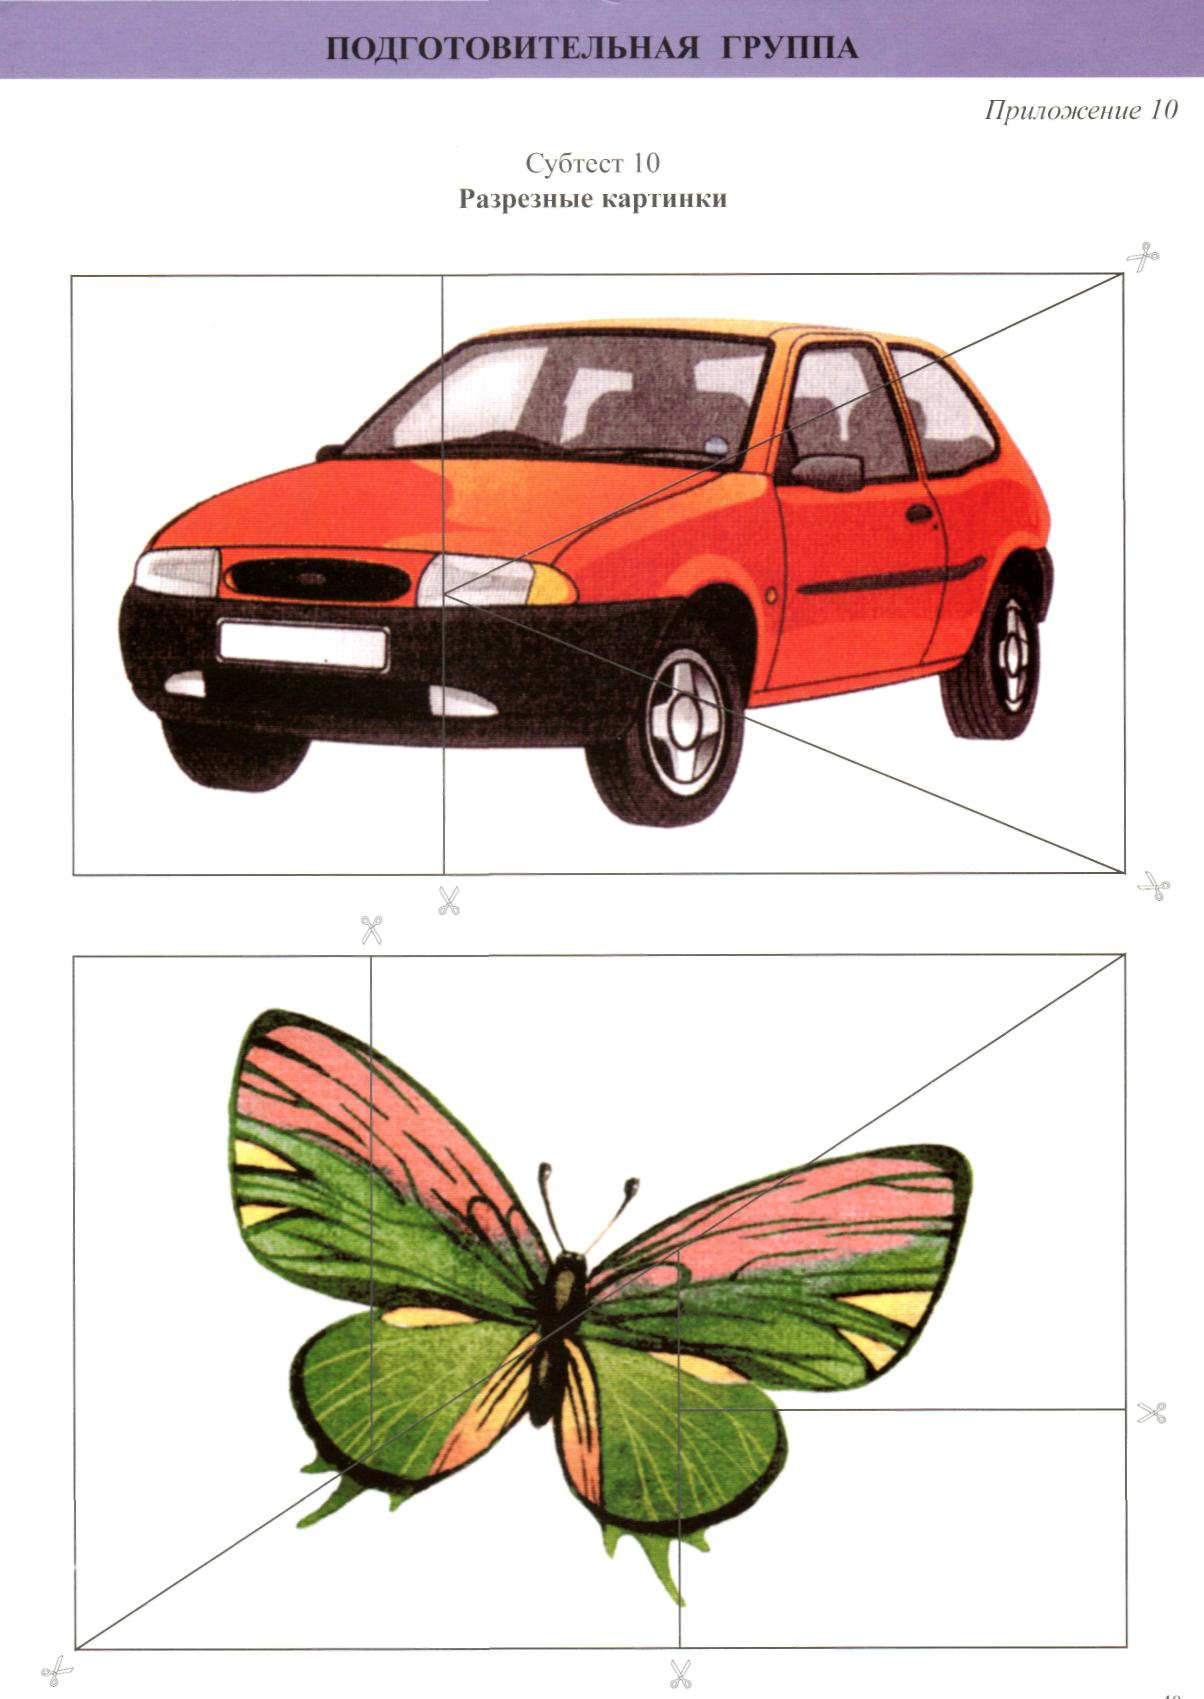 ПОДГОТОВИТЕЛЬНАЯ ГРУППА
Приложение 10
Субтест 10
Разрезные картинки